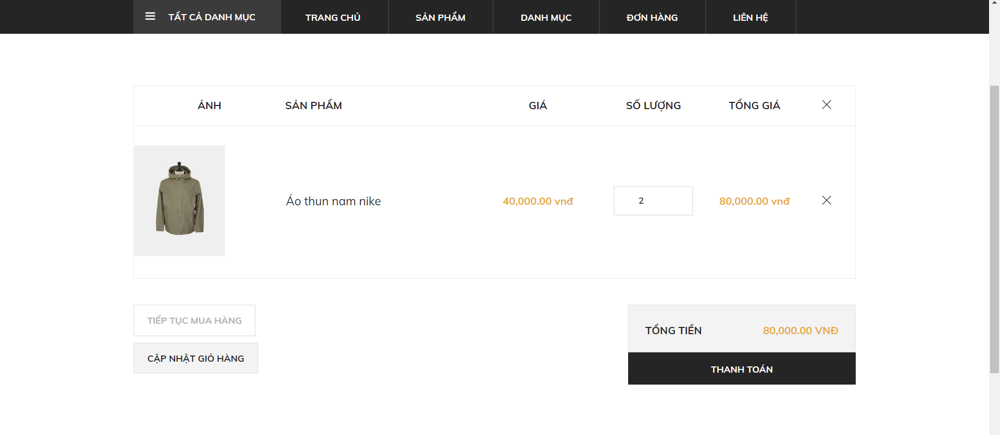 TẤT CẢ DANH MỤC TRANG CHỦ SẢN PHẨM DANH MỤC ĐƠN HÀNG LIÊN HỆ
ẢNH SẢN PHẨM GIÁ SỐ LƯỢNG TỔNG GIÁ
Áo thun nam nike 40,000.00 vnđ 2 80,000.00 vnđ
TIẾP TỤC MUA HÀNG
CẬP NHẬT GIỎ HÀNG
TỔNG TIỀN 80,000.00 VNĐ
THANH TOÁN